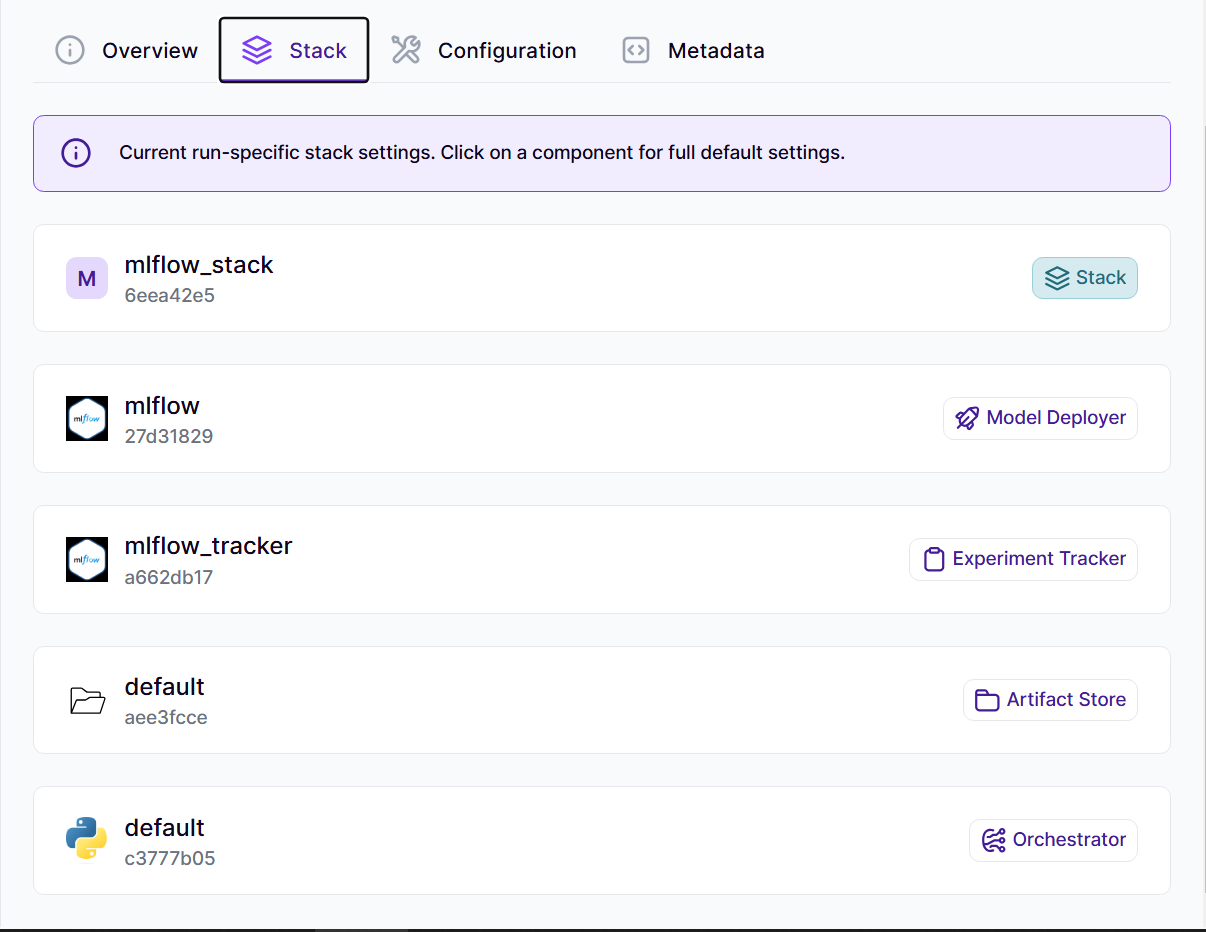 Overview Stack Configuration Metadata
Current run-specific stack settings. Click on a component for full default settings.
M
mlflow_stack
6eea42e5
Stack
mlflow
mlflow
27d31829
Model Deployer
mlflow
mlflow_tracker
a662db17
Experiment Tracker
default
aee3fcce
Artifact Store
default
c3777b05
Orchestrator